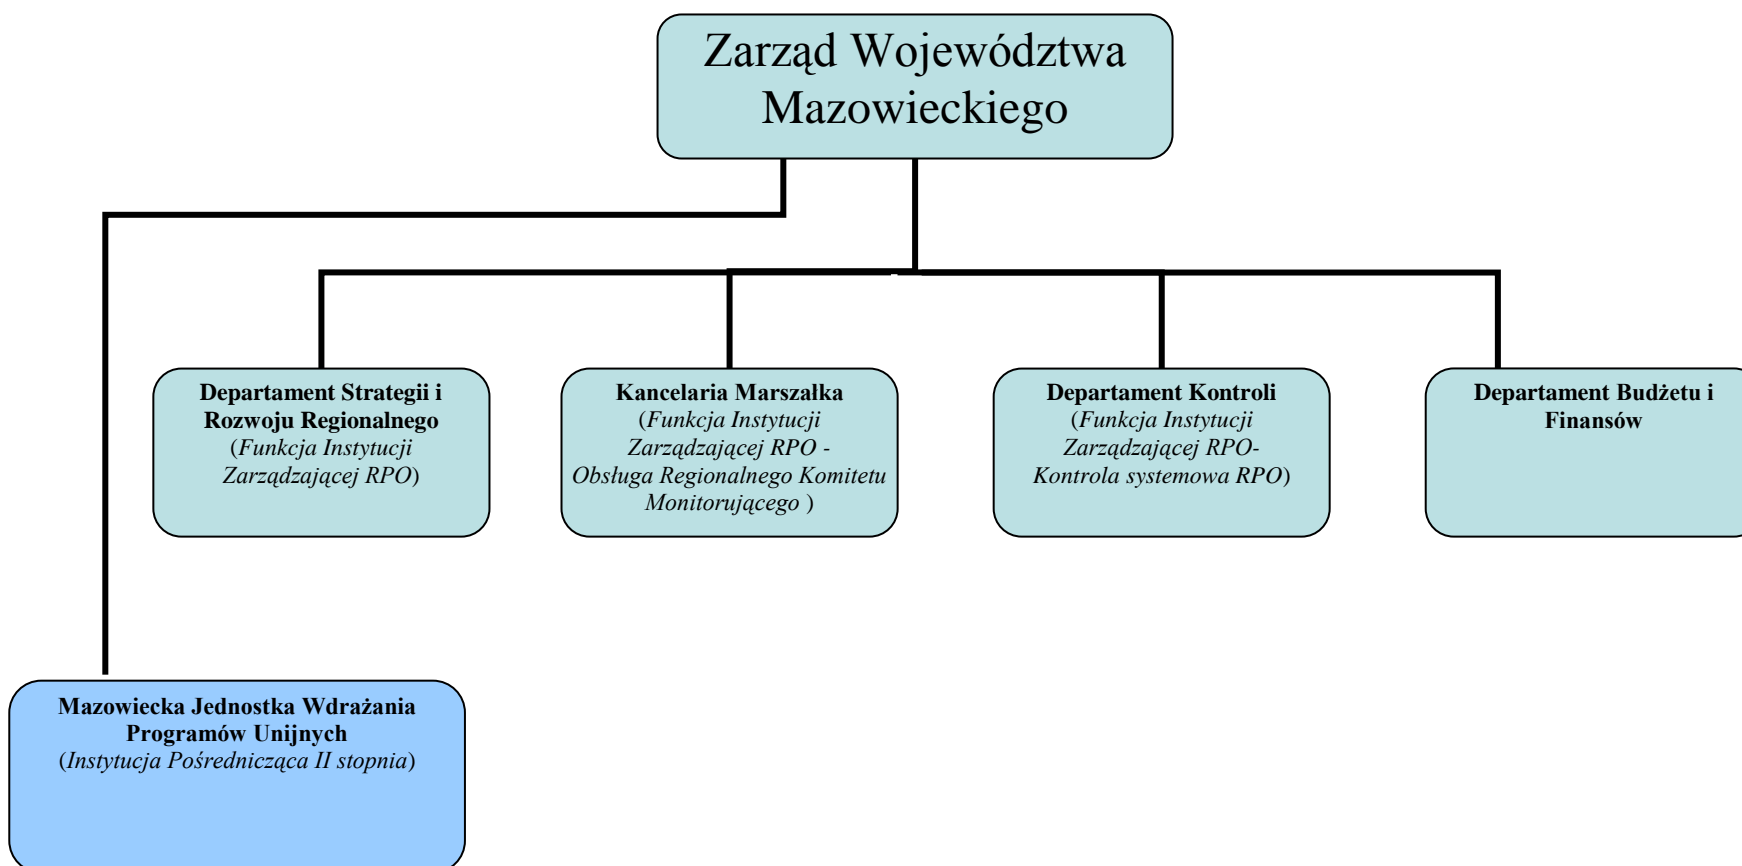 Zarząd Województwa
Mazowieckiego
Departament Strategii i
Rozwoju Regionalnego
(Funkcja Instytucji
Zarządzającej RPO)
Kancelaria Marszałka
(Funkcja Instytucji
Zarządzającej RPO -
Obsługa Regionalnego Komitetu
Monitorującego )
Departament Kontroli
(Funkcja Instytucji
Zarządzającej RPO-
Kontrola systemowa RPO)
Departament Budżetu i
Finansów
Mazowiecka Jednostka Wdrażania
Programów Unijnych
(Instytucja Pośrednicząca II stopnia)